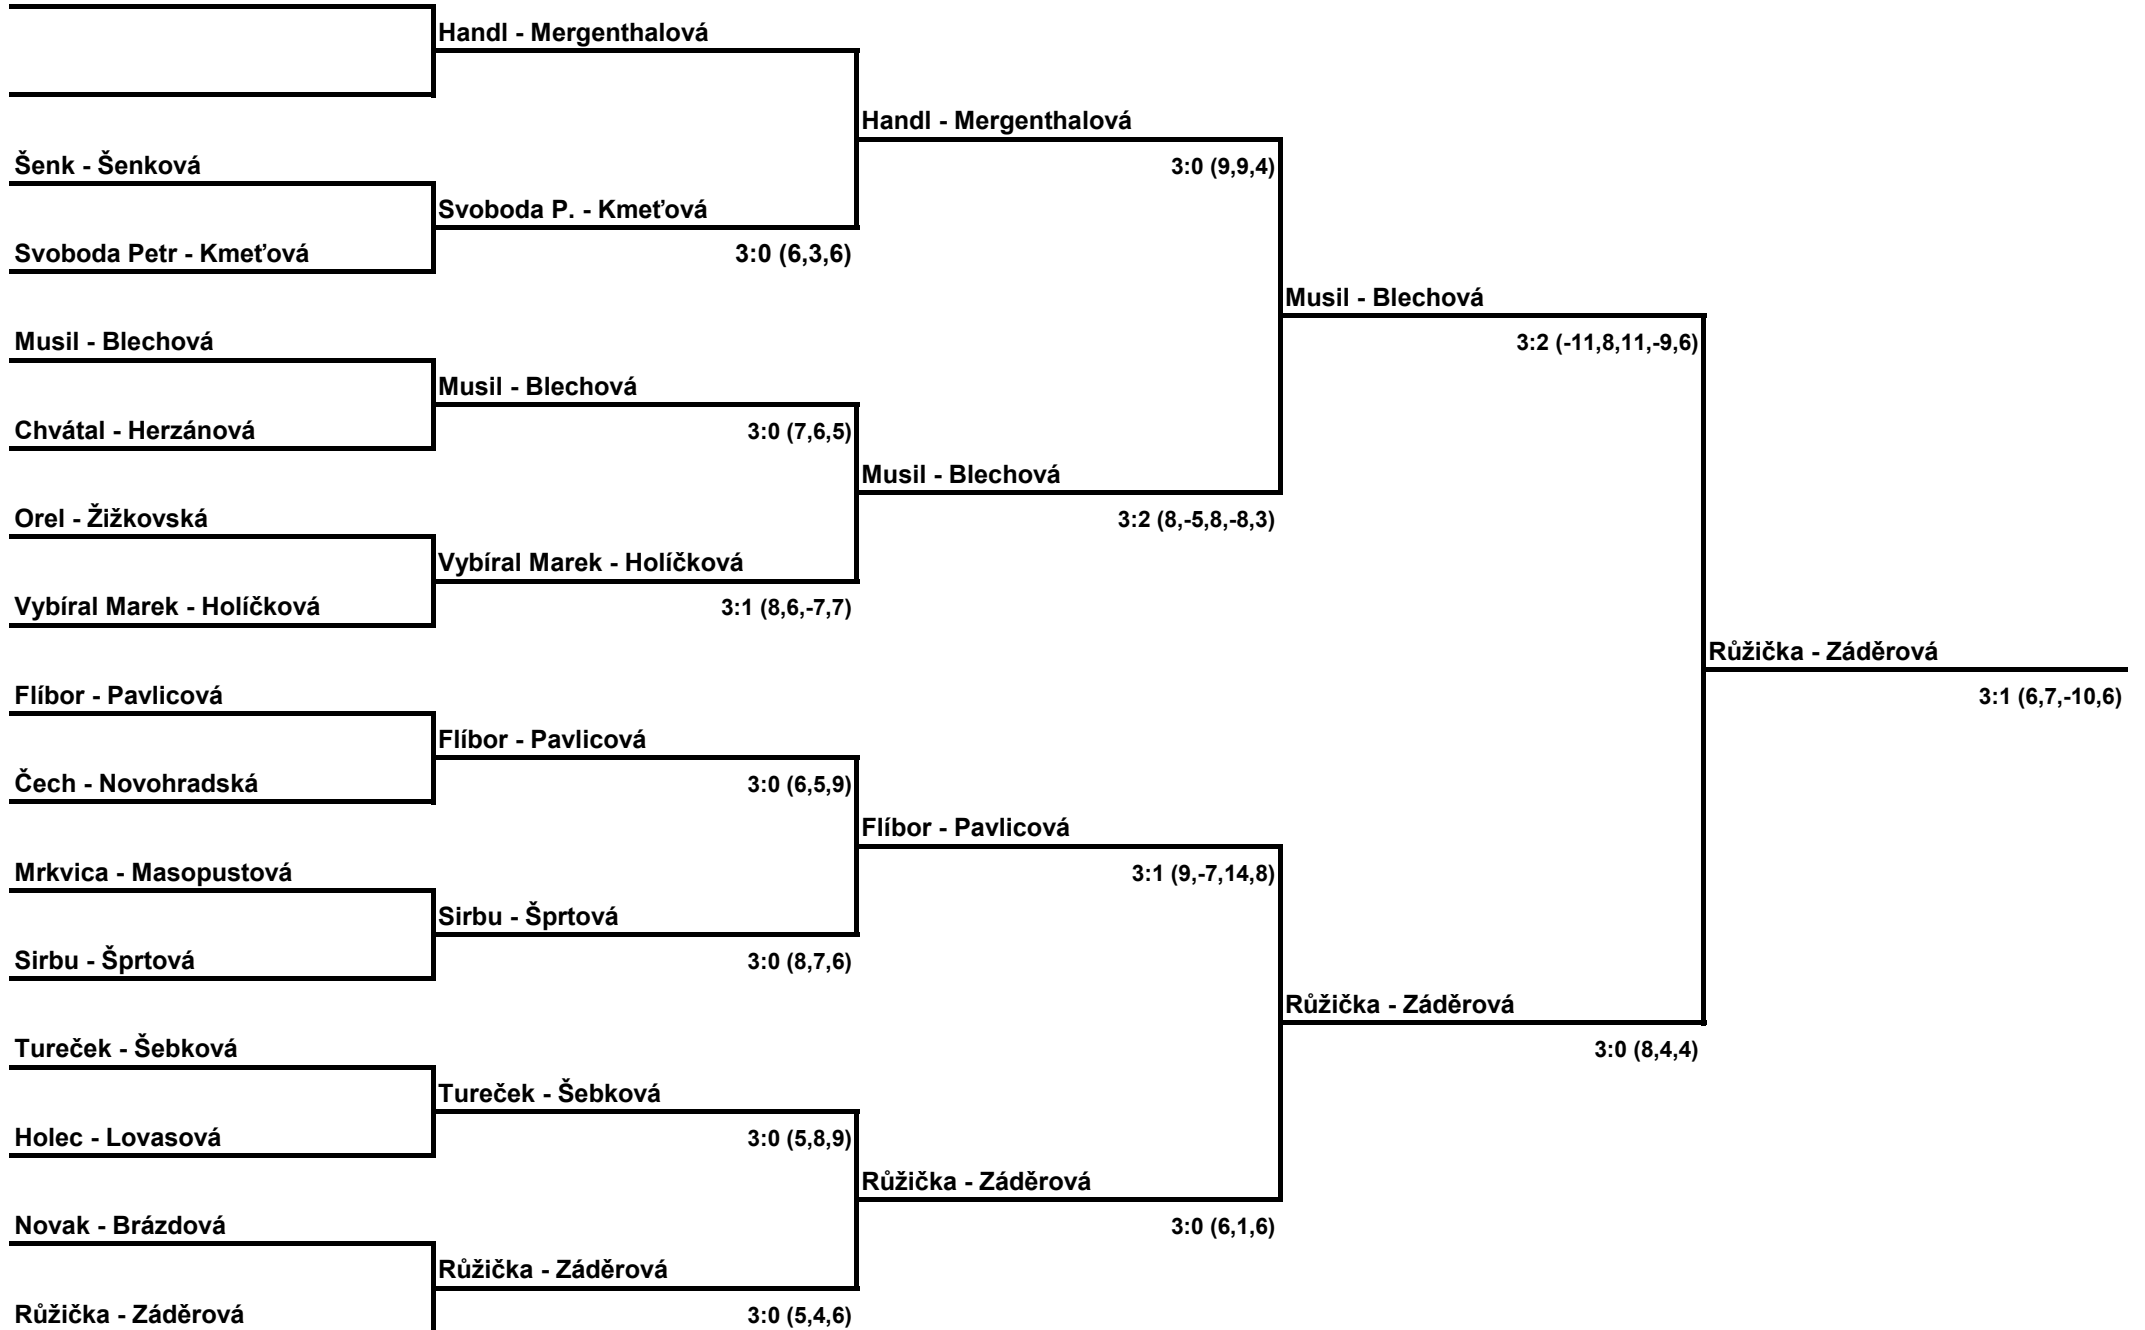 Handl - Mergenthalová
Handl - Mergenthalová
Šenk - Šenková
3:0 (9,9,4)
Svoboda P. - Kmeťová
Svoboda Petr - Kmeťová
3:0 (6,3,6)
Musil - Blechová
Musil - Blechová
3:2 (-11,8,11,-9,6)
Musil - Blechová
Chvátal - Herzánová
3:0 (7,6,5)
Musil - Blechová
Orel - Žižkovská
3:2 (8,-5,8,-8,3)
Vybíral Marek - Holíčková
Vybíral Marek - Holíčková
3:1 (8,6,-7,7)
Růžička - Záděrová
Flíbor - Pavlicová
3:1 (6,7,-10,6)
Flíbor - Pavlicová
Čech - Novohradská
3:0 (6,5,9)
Flíbor - Pavlicová
Mrkvica - Masopustová
3:1 (9,-7,14,8)
Sirbu - Šprtová
Sirbu - Šprtová
3:0 (8,7,6)
Růžička - Záděrová
Tureček - Šebková
3:0 (8,4,4)
Tureček - Šebková
Holec - Lovasová
3:0 (5,8,9)
Růžička - Záděrová
Novak - Brázdová
3:0 (6,1,6)
Růžička - Záděrová
Růžička - Záděrová
3:0 (5,4,6)